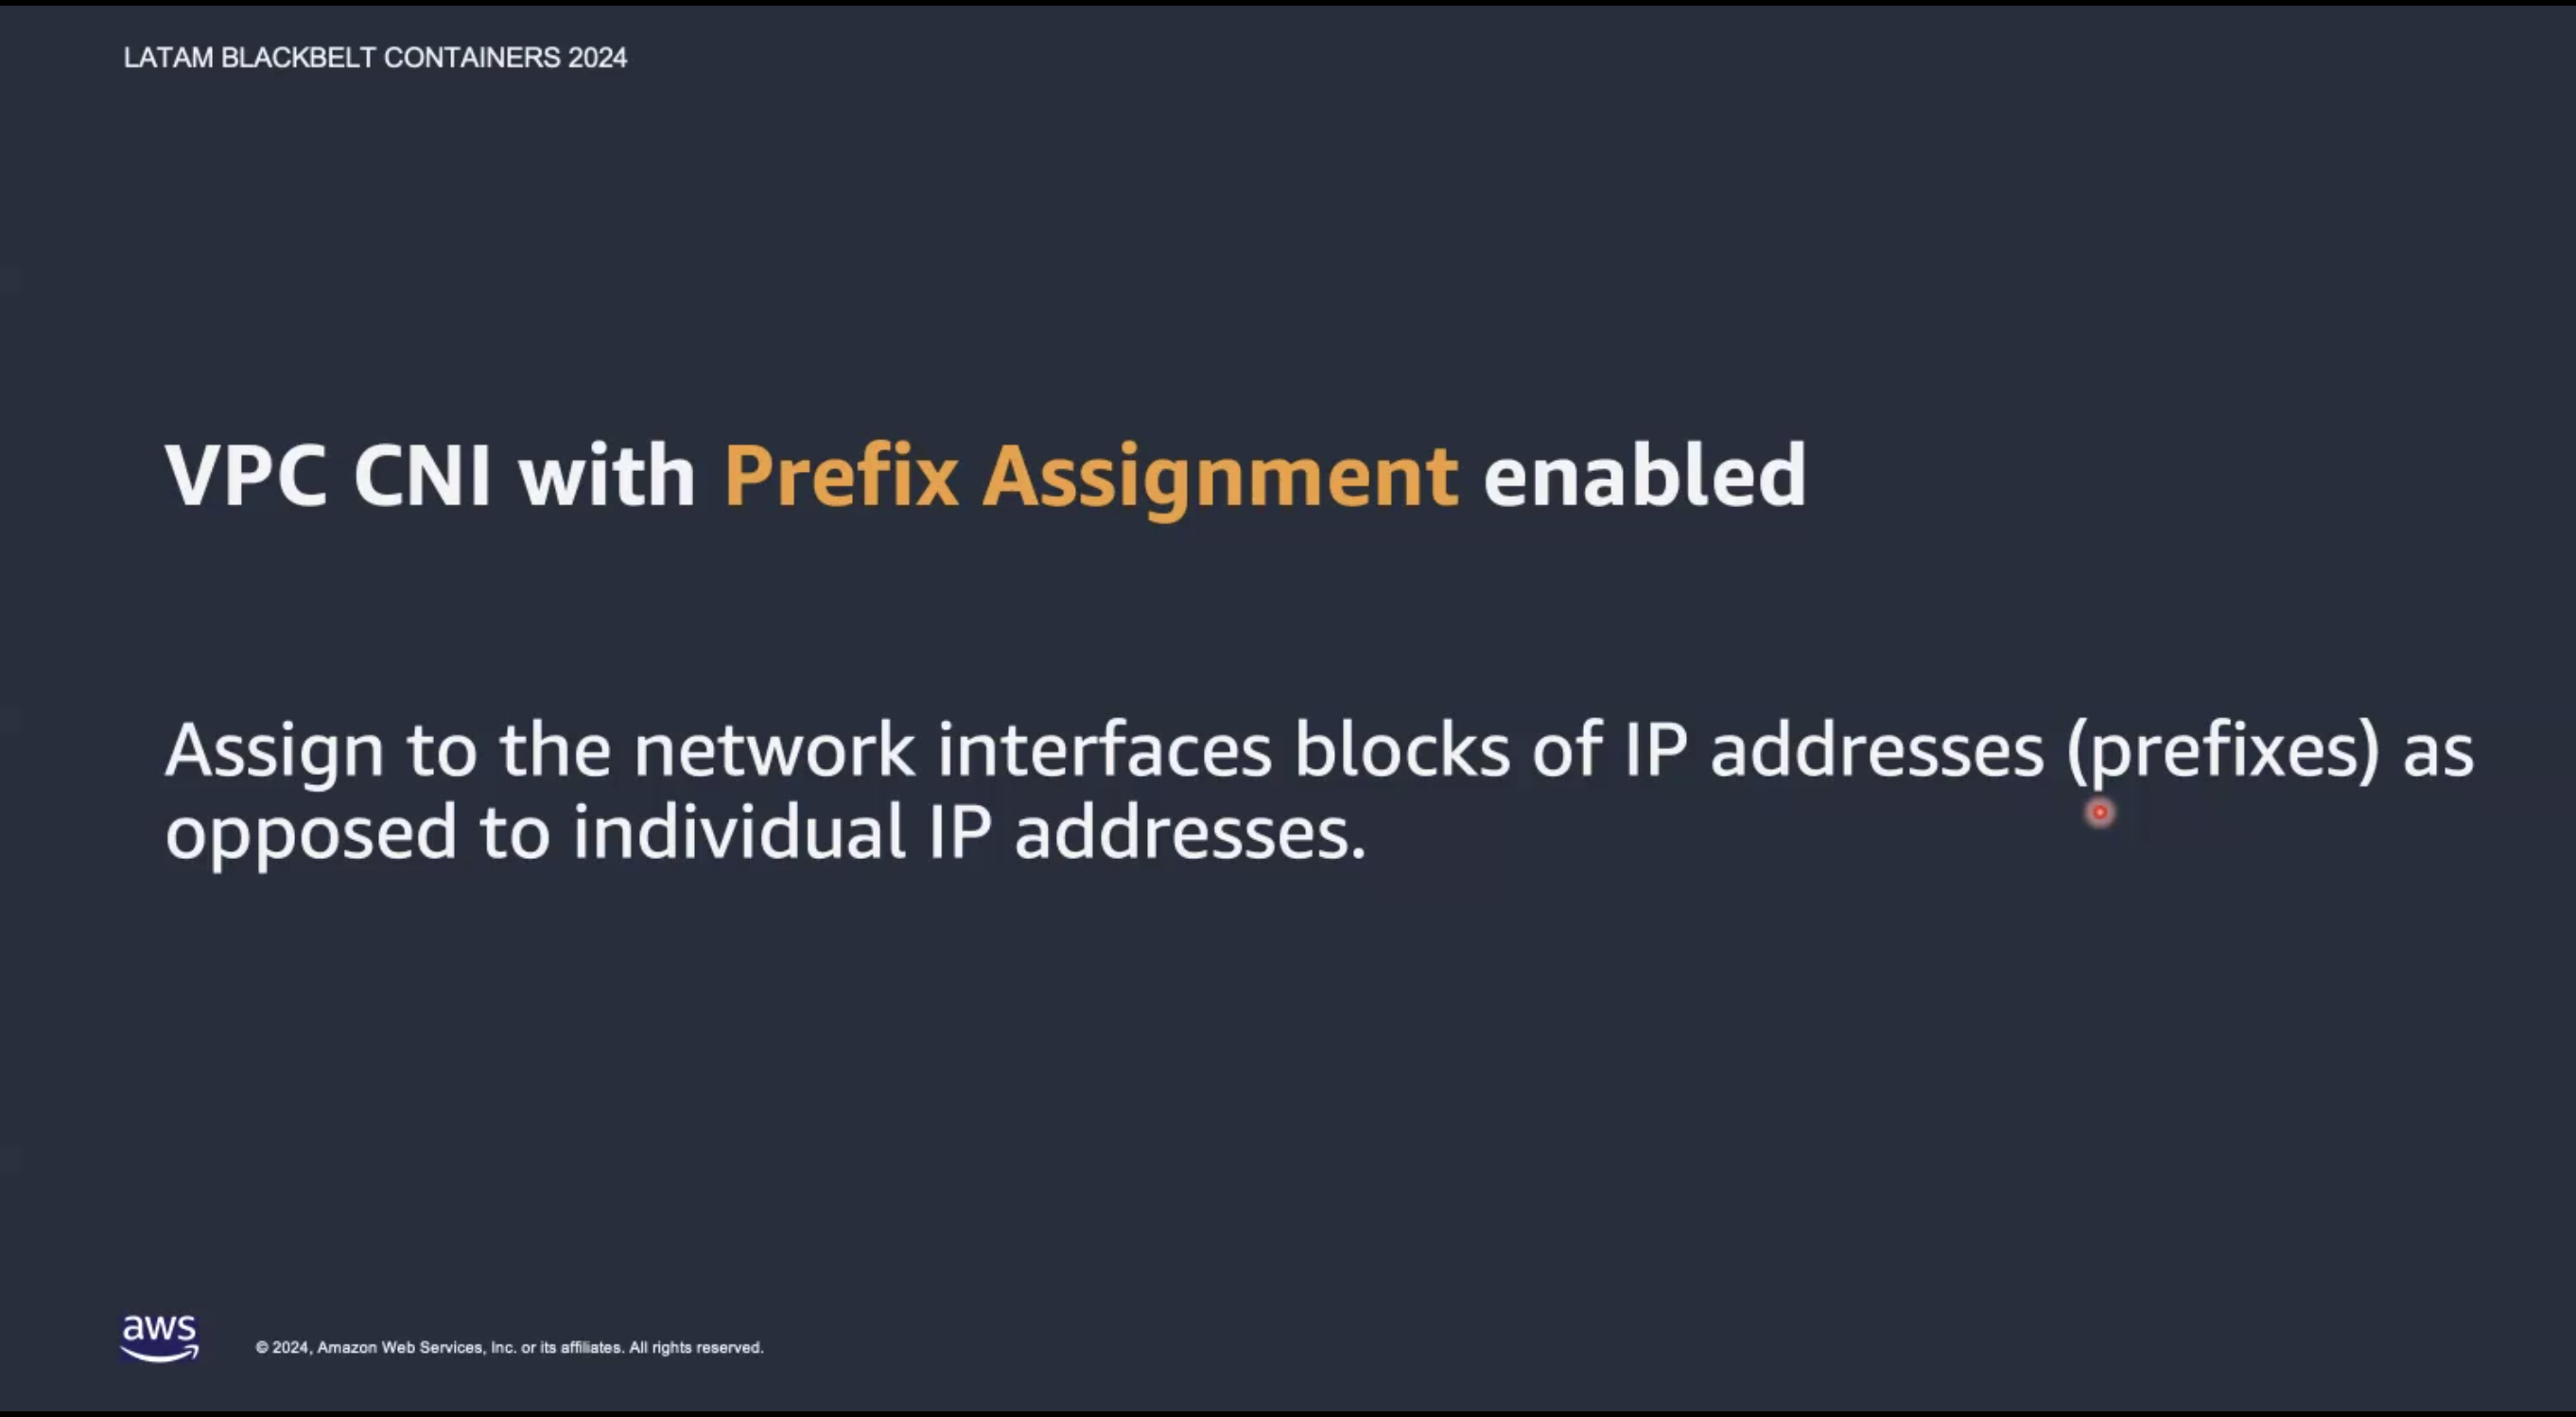 LATAM BLACKBELT CONTAINERS 2024
VPC CNI with Prefix Assignment enabled
Assign to the network interfaces blocks of IP addresses (prefixes) as
opposed to individual IP addresses.
aws
© 2024, Amazon Web Services, Inc. or its affiliates. All rights reserved.